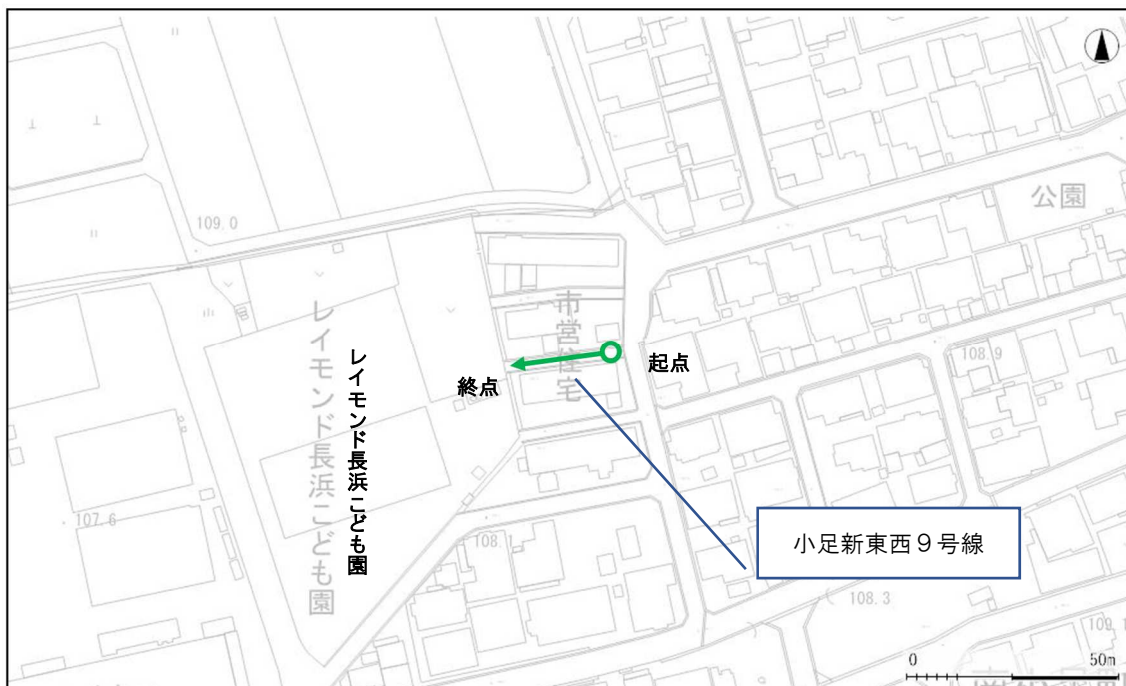 公園
109.0
市営住宅
レイモンド長浜こども園
レイモンド長浜こども園
起点
終点
108.9
107.6
108.1
小足新東西９号線
108.3
109.1
0
50m